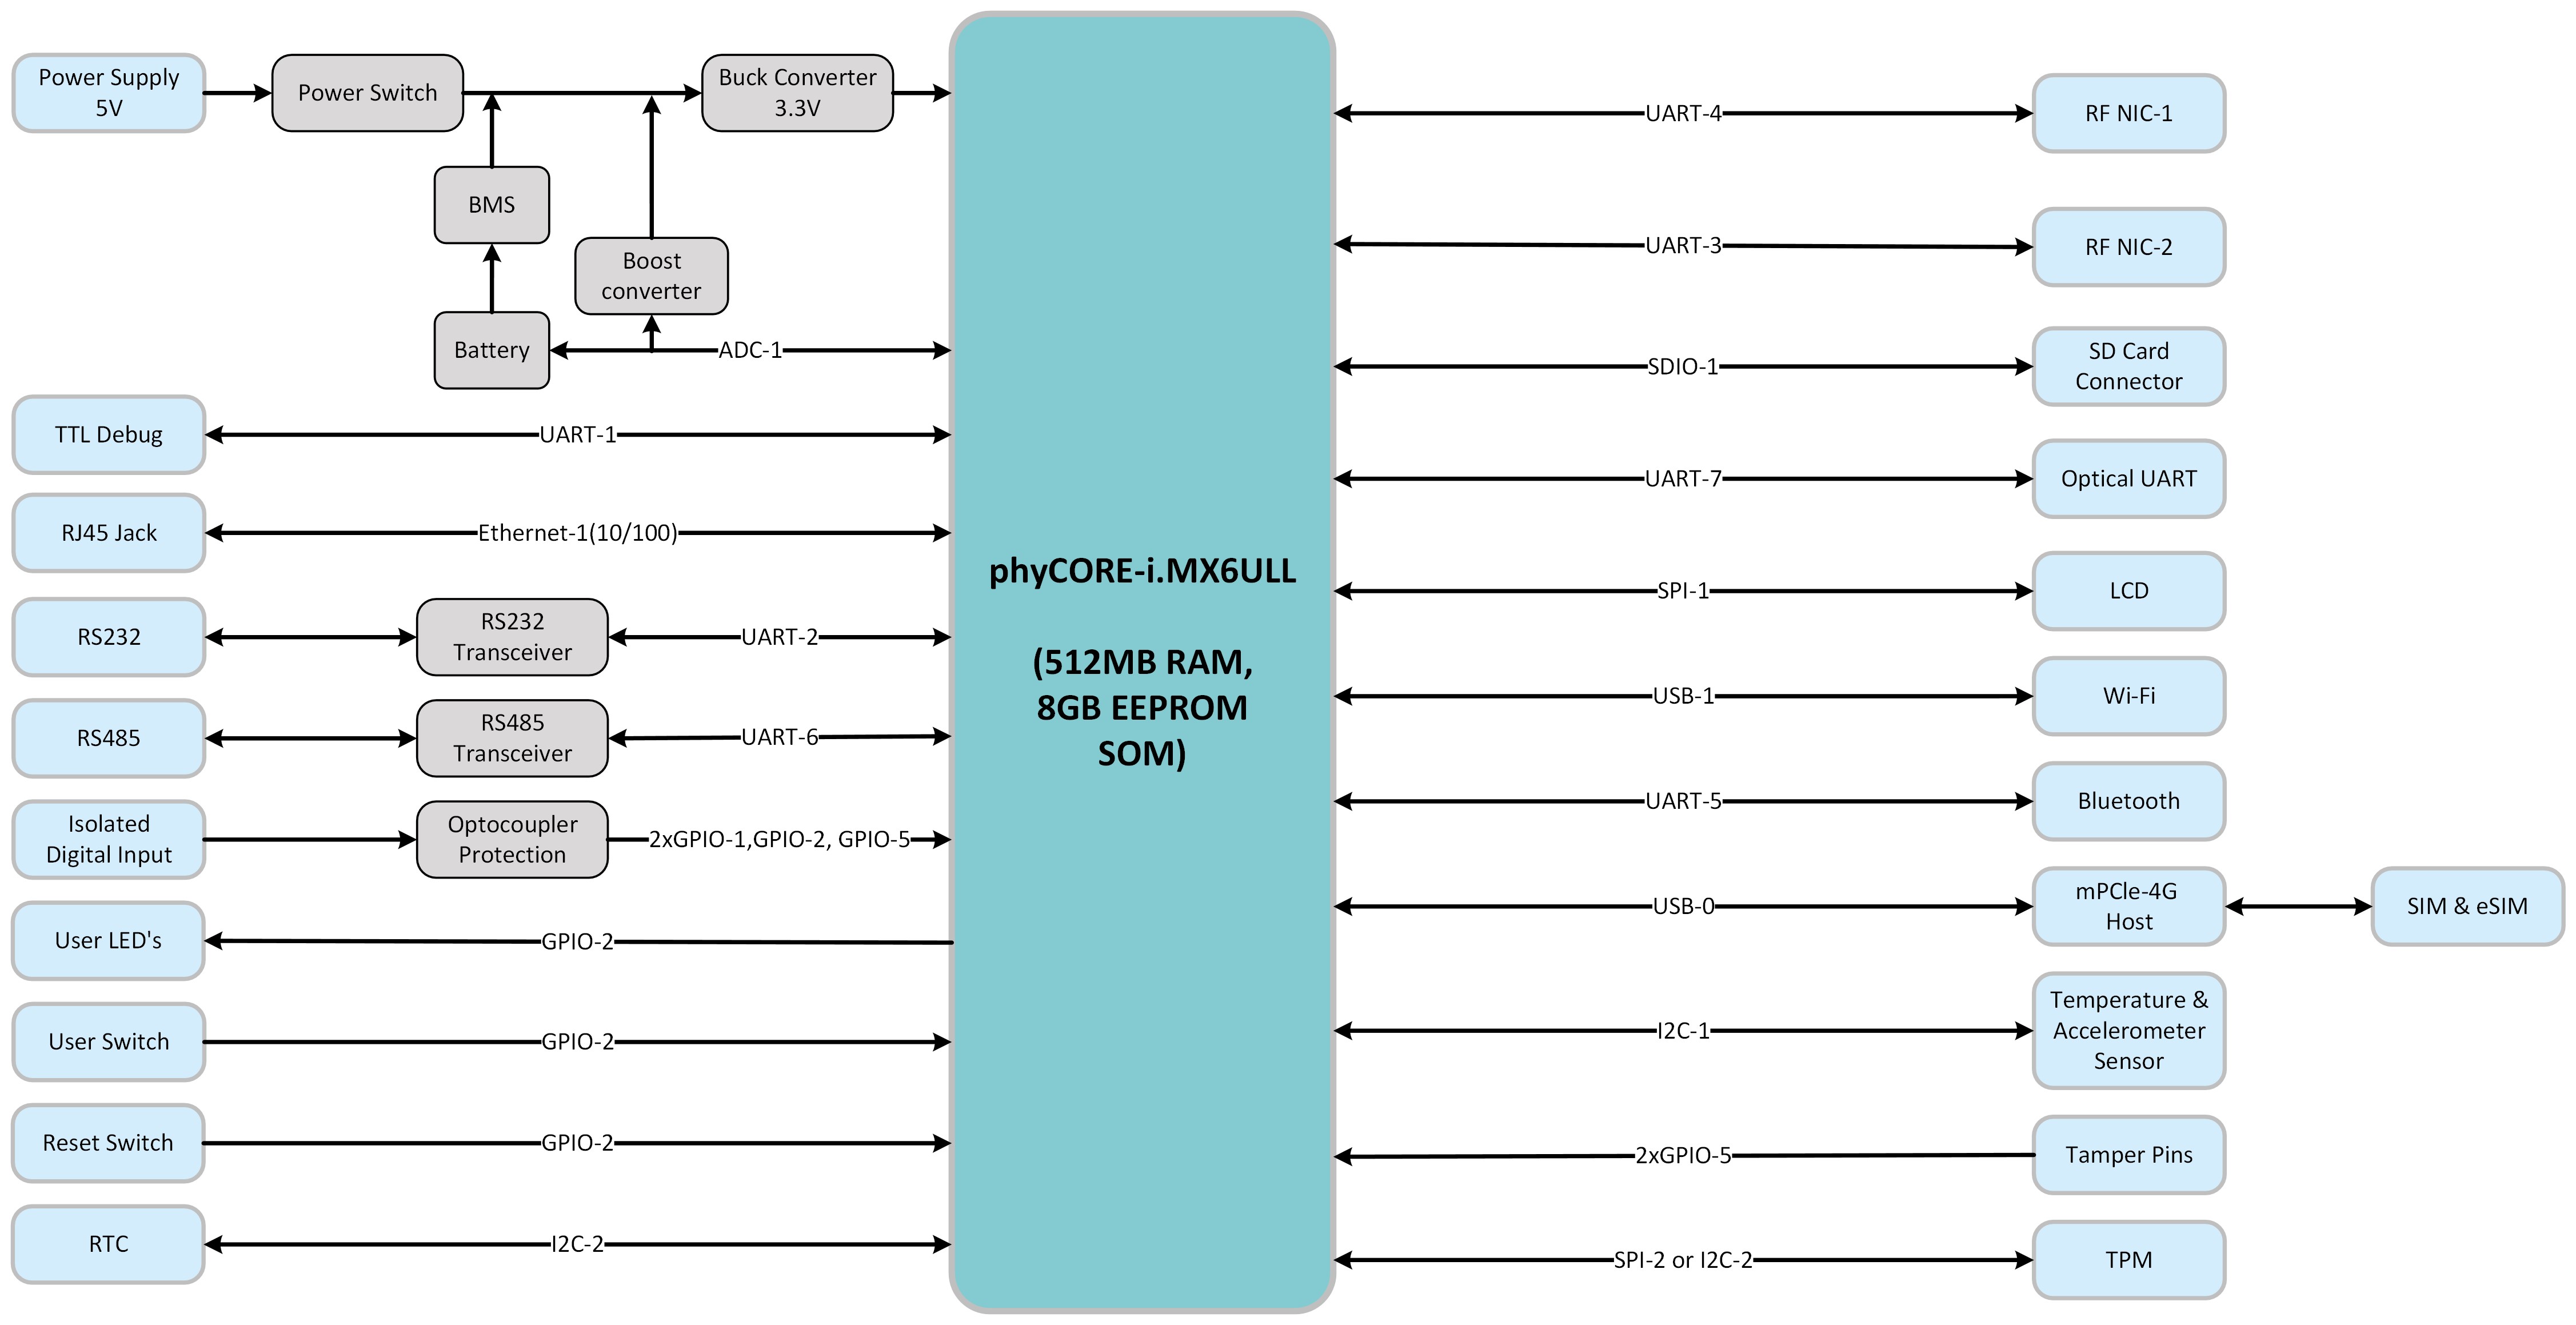 Power Supply
5V
Power Switch
Buck Converter
3.3V
BMS
Boost
converter
Battery
ADC-1
TTL Debug
UART-1
RJ45 Jack
Ethernet-1(10/100)
RS232
RS232
Transceiver
UART-2
RS485
RS485
Transceiver
UART-6
Isolated
Digital Input
Optocoupler
Protection
2xGPIO-1,GPIO-2, GPIO-5
User LED's
GPIO-2
User Switch
GPIO-2
Reset Switch
GPIO-2
RTC
I2C-2
phyCORE-i.MX6ULL
(512MB RAM,
8GB EEPROM
SOM)
UART-4
RF NIC-1
UART-3
RF NIC-2
SDIO-1
SD Card
Connector
UART-7
Optical UART
SPI-1
LCD
USB-1
Wi-Fi
UART-5
Bluetooth
USB-0
mPCle-4G
Host
SIM & eSIM
I2C-1
Temperature &
Accelerometer
Sensor
2xGPIO-5
Tamper Pins
SPI-2 or I2C-2
TPM